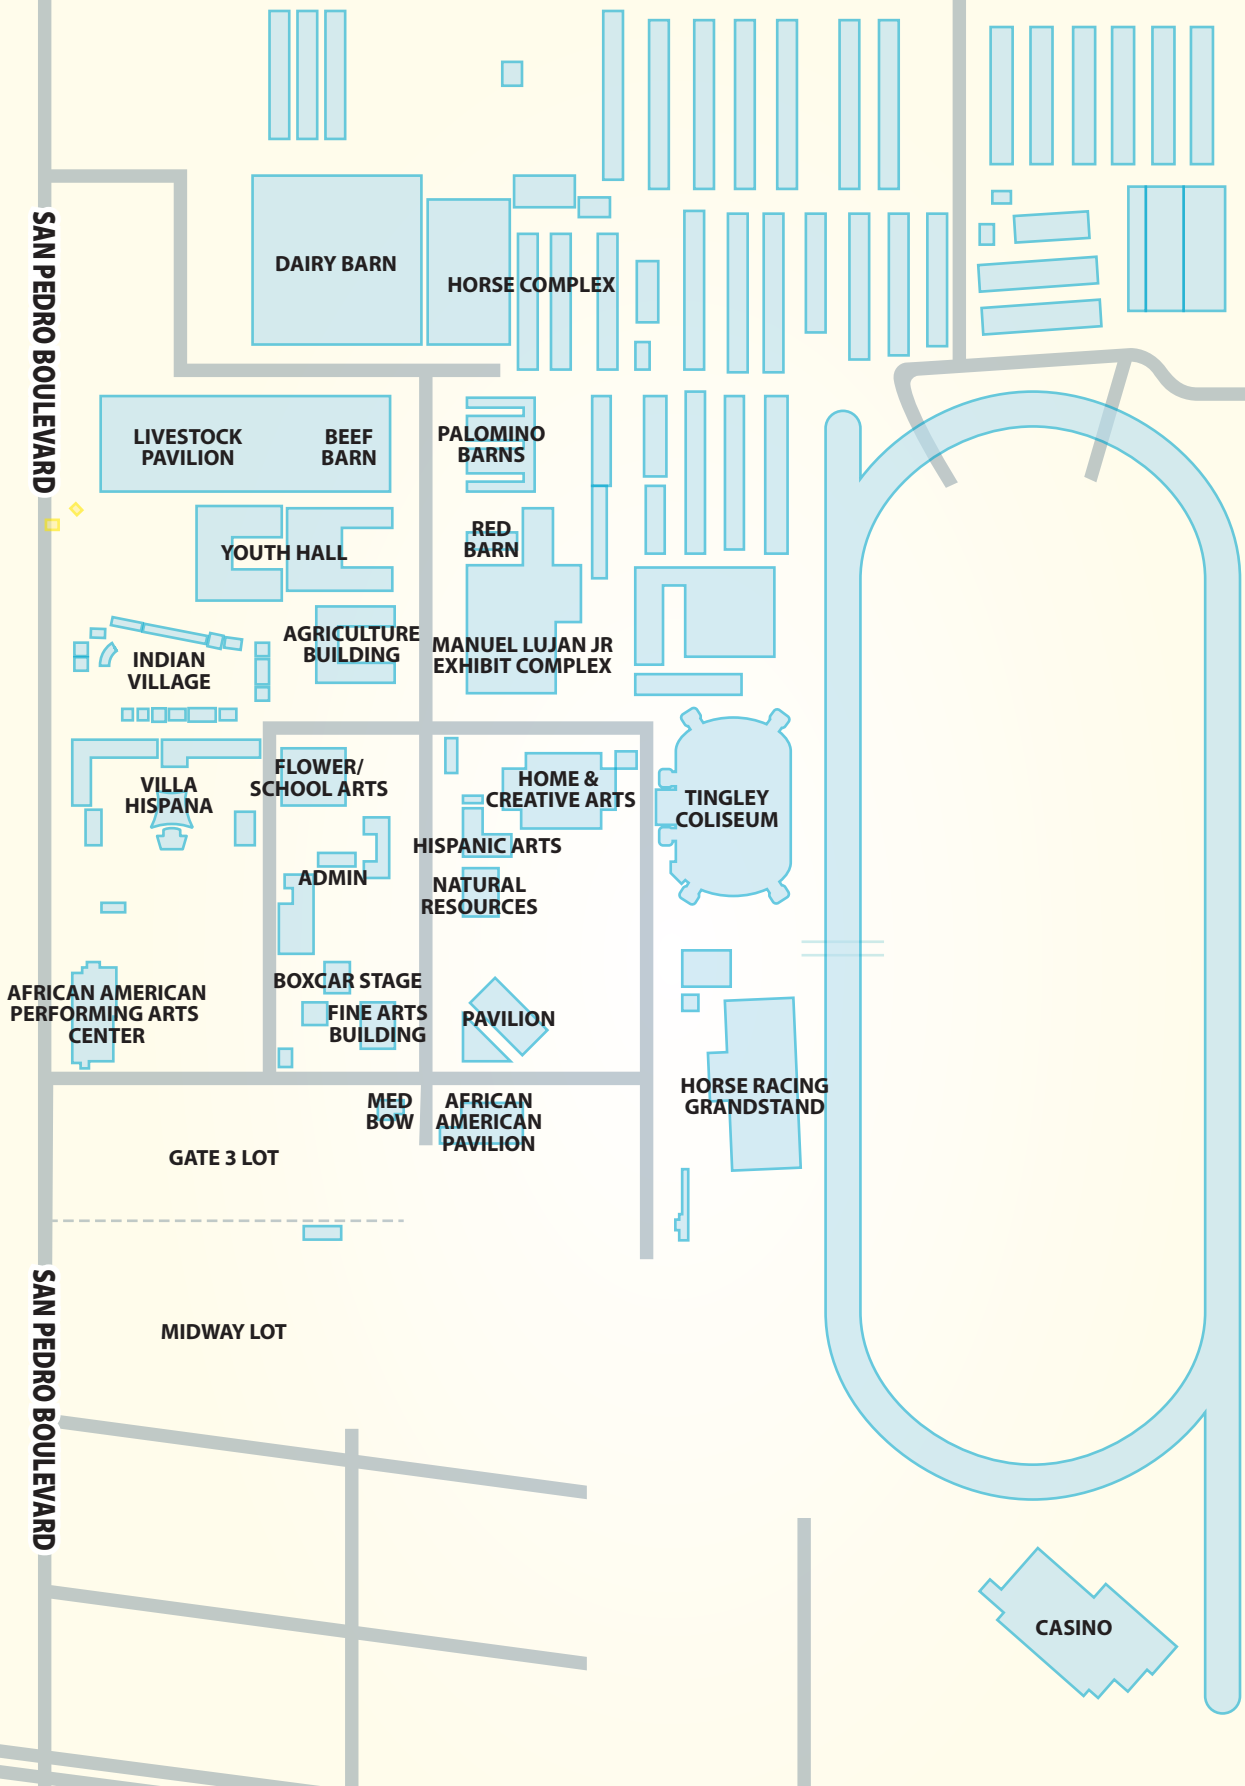 SAN PEDRO BOULEVARD
DAIRY BARN
HORSE COMPLEX
LIVESTOCK
PAVILION
BEEF
BARN
PALOMINO
BARNS
RED
BARN
YOUTH HALL
AGRICULTURE
BUILDING
MANUEL LUJAN JR
EXHIBIT COMPLEX
INDIAN
VILLAGE
FLOWER/
SCHOOL ARTS
HOME &
CREATIVE ARTS
VILLA
HISPANA
TINGLEY
COLISEUM
HISPANIC ARTS
ADMIN
NATURAL
RESOURCES
BOXCAR STAGE
AFRICAN AMERICAN
PERFORMING ARTS
CENTER
FINE ARTS
BUILDING
PAVILION
HORSE RACING
GRANDSTAND
MED
BOW
AFRICAN
AMERICAN
PAVILION
GATE 3 LOT
MIDWAY LOT
SAN PEDRO BOULEVARD
CASINO